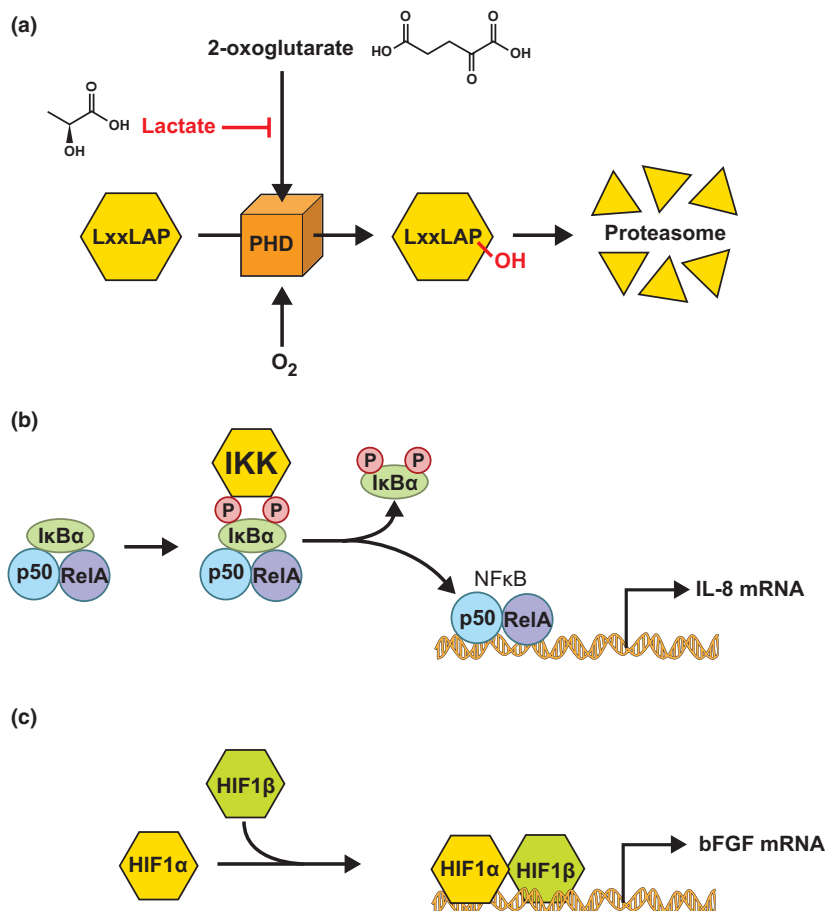 (a)
2-oxoglutarate
HO
O
O
O
OH
O
OH
OH
Lactate
LxxLAP
PHD
LxxLAP
OH
Proteasome
O2
(b)
IKK
P P
IκBα
P P
IκBα
p50 RelA
IκBα
p50 RelA
NFκB
p50 RelA
IL-8 mRNA
(c)
HIF1β
HIF1α
HIF1α HIF1β
bFGF mRNA